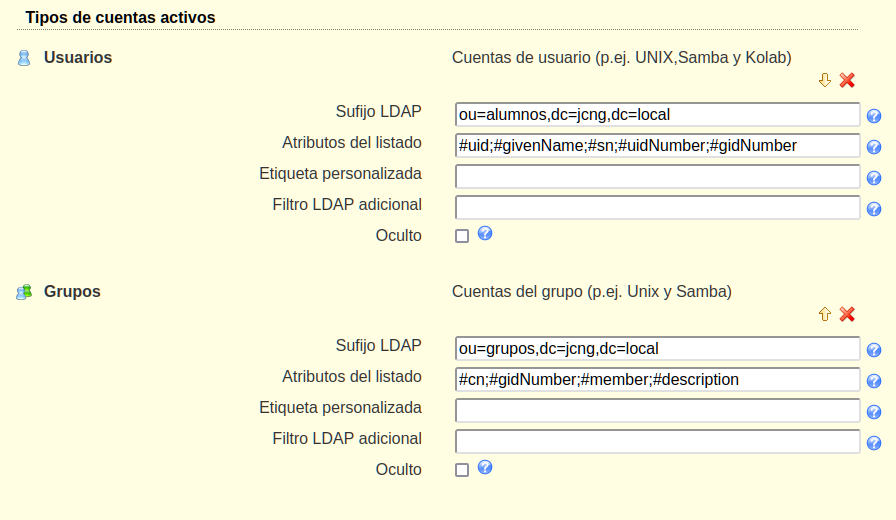 Tipos de cuentas activos
Usuarios Cuentas de usuario (p.ej. UNIX,Samba y Kolab)
Sufijo LDAP ou=alumnos,dc=jcng,dc=local
Atributos del listado #uid;#givenName;#sn;#uidNumber;#gidNumber
Etiqueta personalizada
Filtro LDAP adicional
Oculto
Grupos Cuentas del grupo (p.ej. Unix y Samba)
Sufijo LDAP ou=grupos,dc=jcng,dc=local
Atributos del listado #cn;#gidNumber;#member;#description
Etiqueta personalizada
Filtro LDAP adicional
Oculto